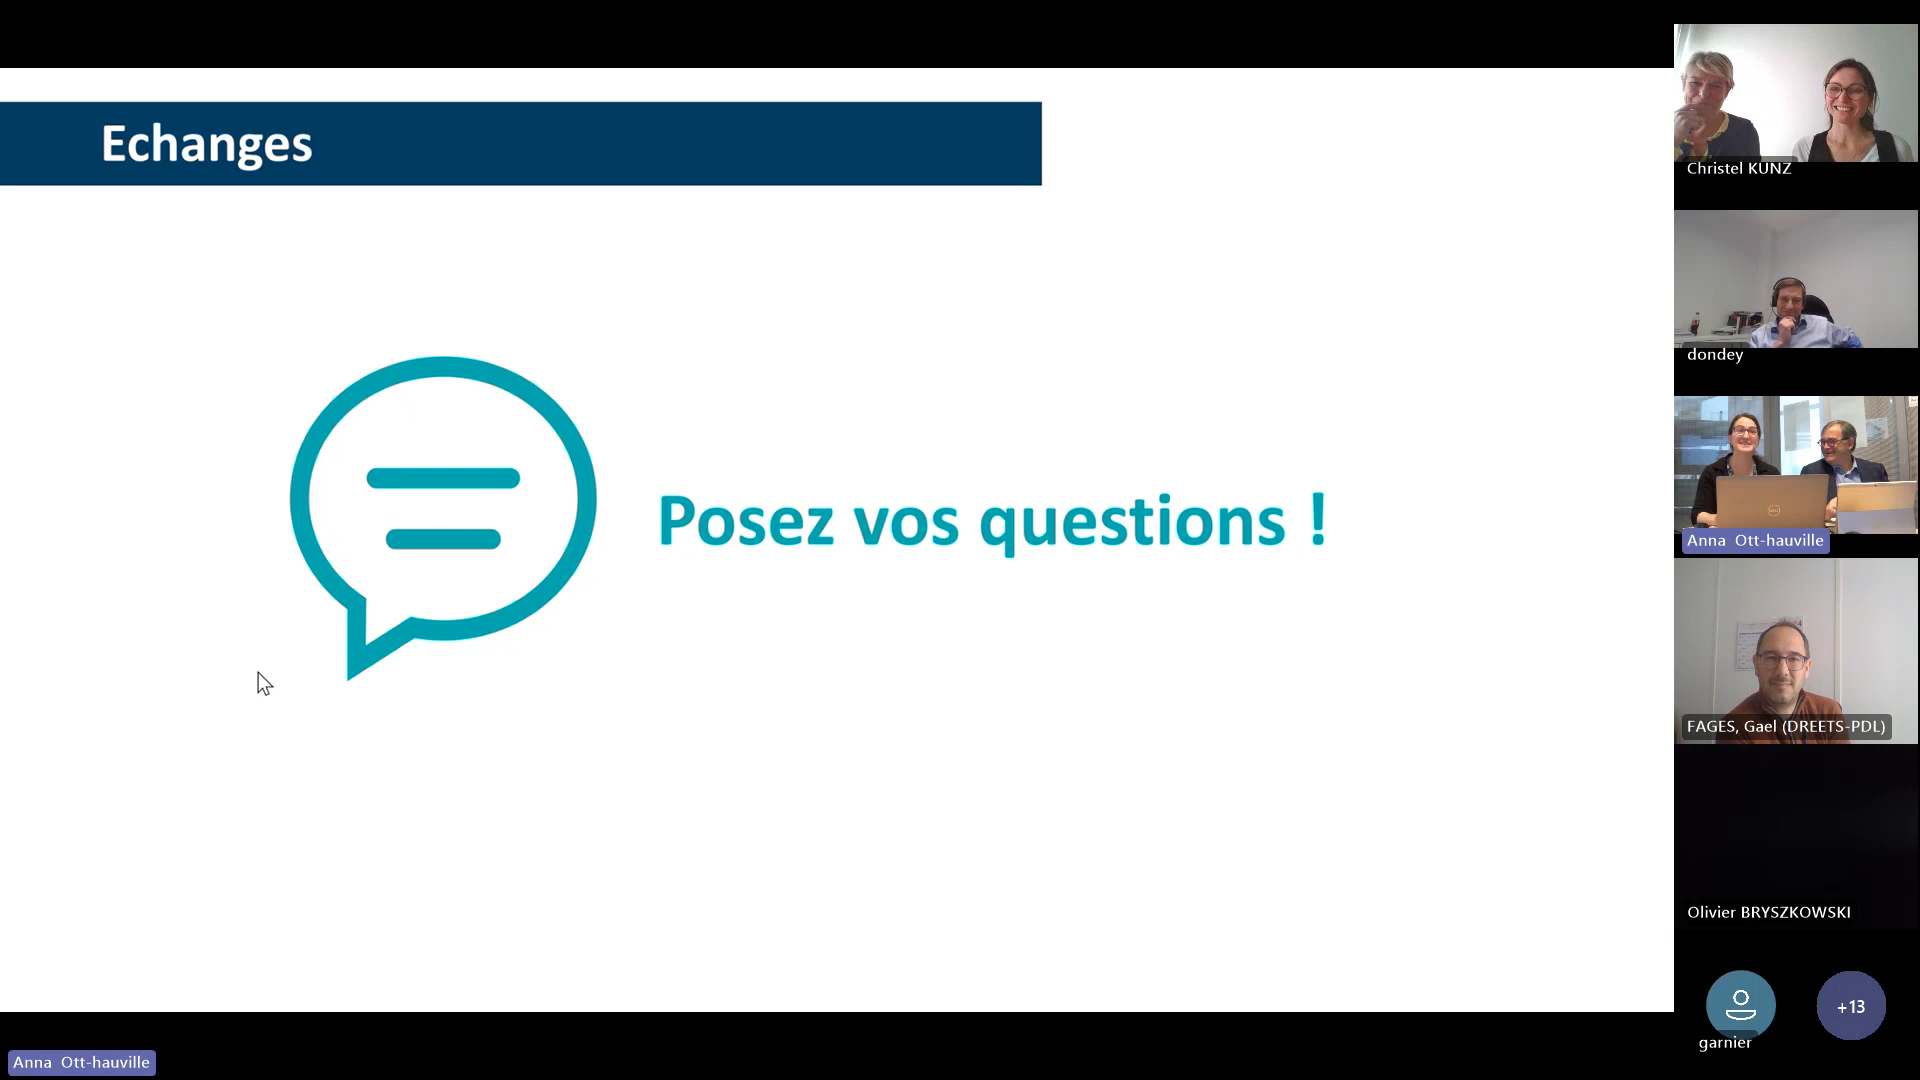 Echanges
Posez vos questions !
Christel KUNZ
dondey
Anna Ott-hauville
FAGES, Gael (DREETS-PDL)
Olivier BRYSZKOWSKI
+13
garnier
Anna Ott-hauville